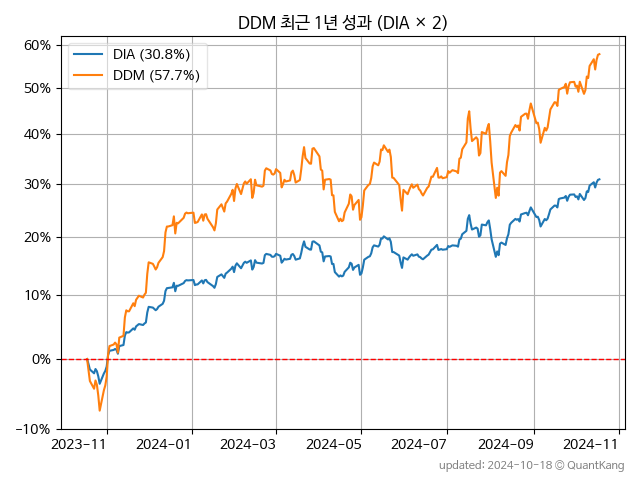 DDM 최근 1년 성과 (DIA × 2)
DIA (30.8%)
DDM (57.7%)
60%
50%
40%
30%
20%
10%
0%
−10%
2023−11 2024−01 2024−03 2024−05 2024−07 2024−09 2024−11
updated: 2024-10-18 © QuantKang